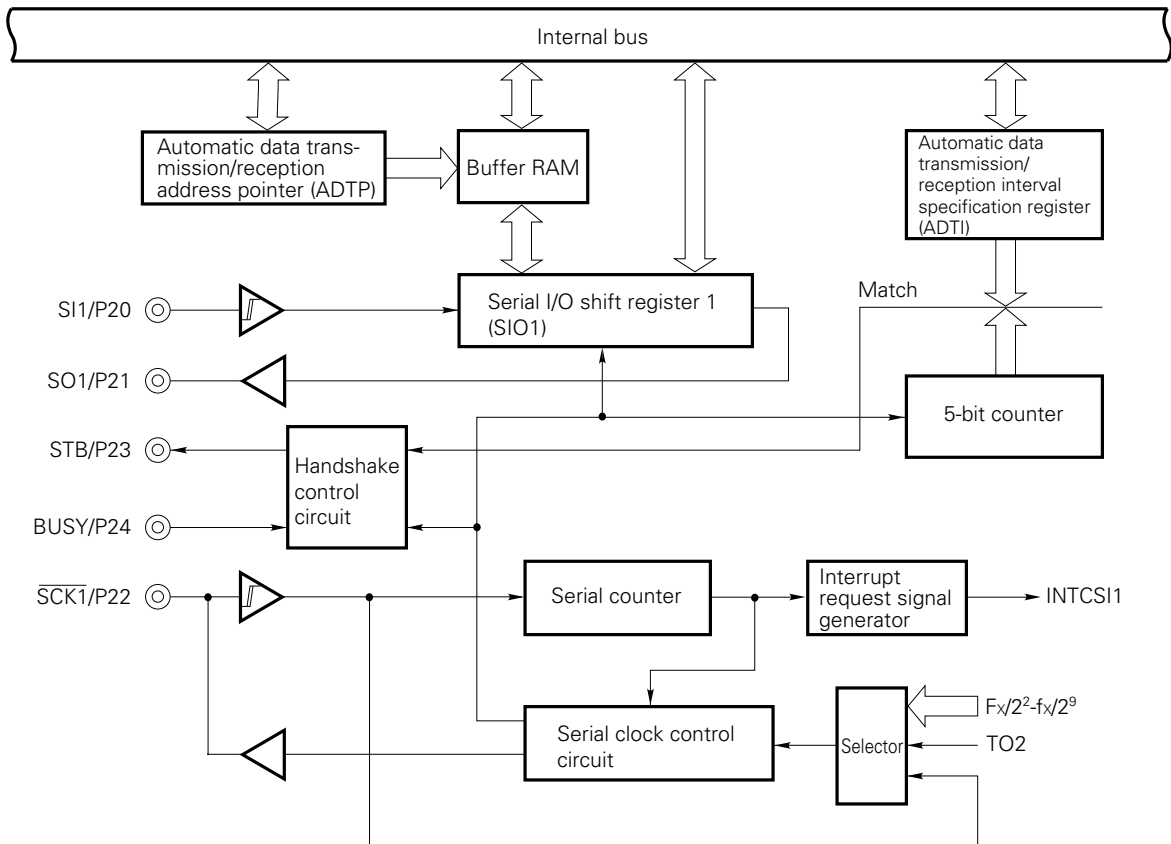 Internal bus
Automatic data trans-
mission/reception
address pointer (ADTP)
Buffer RAM
Automatic data
transmission/
reception interval
specification register
(ADTI)
Match
SI1/P20
Serial I/O shift register 1
(SIO1)
SO1/P21
5-bit counter
STB/P23
Handshake
control
circuit
BUSY/P24
SCK1/P22
Serial counter
Interrupt
request signal
generator
INTCSI1
Serial clock control
circuit
Selector
Fx/2²-fx/2⁹
TO2